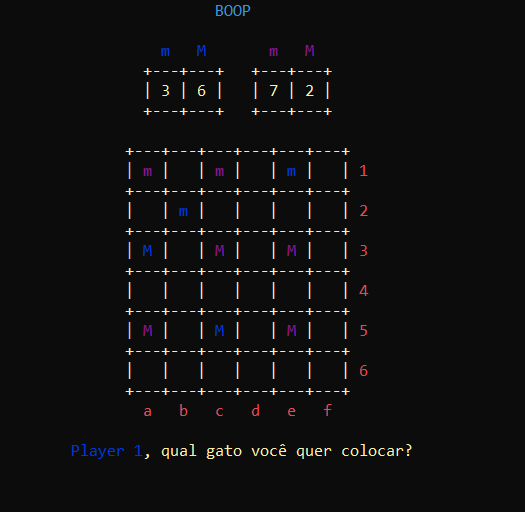 BOOP
m M m M
+---+---+ +---+---+
| 3 | 6 | | 7 | 2 |
+---+---+ +---+---+
+---+---+---+---+---+---+
| m |   | m |   | m |   | 1
+---+---+---+---+---+---+
|   | m |   |   |   |   | 2
+---+---+---+---+---+---+
| M |   | M |   | M |   | 3
+---+---+---+---+---+---+
|   |   |   |   |   |   | 4
+---+---+---+---+---+---+
| M |   | M |   | M |   | 5
+---+---+---+---+---+---+
|   |   |   |   |   |   | 6
+---+---+---+---+---+---+
a b c d e f
Player 1, qual gato você quer colocar?